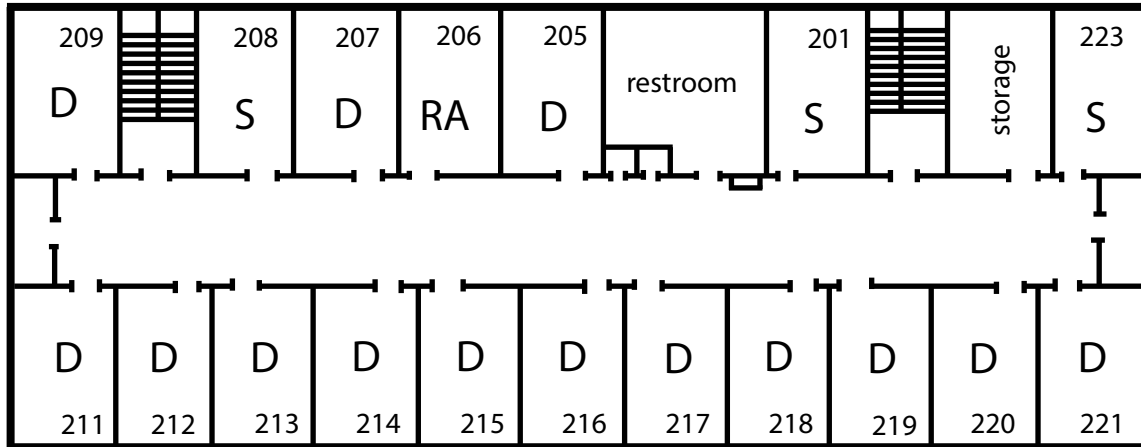 209 208 207 206 205 201 223
restroom
storage
D S D RA D S S
D D D D D D D D D D D
211 212 213 214 215 216 217 218 219 220 221